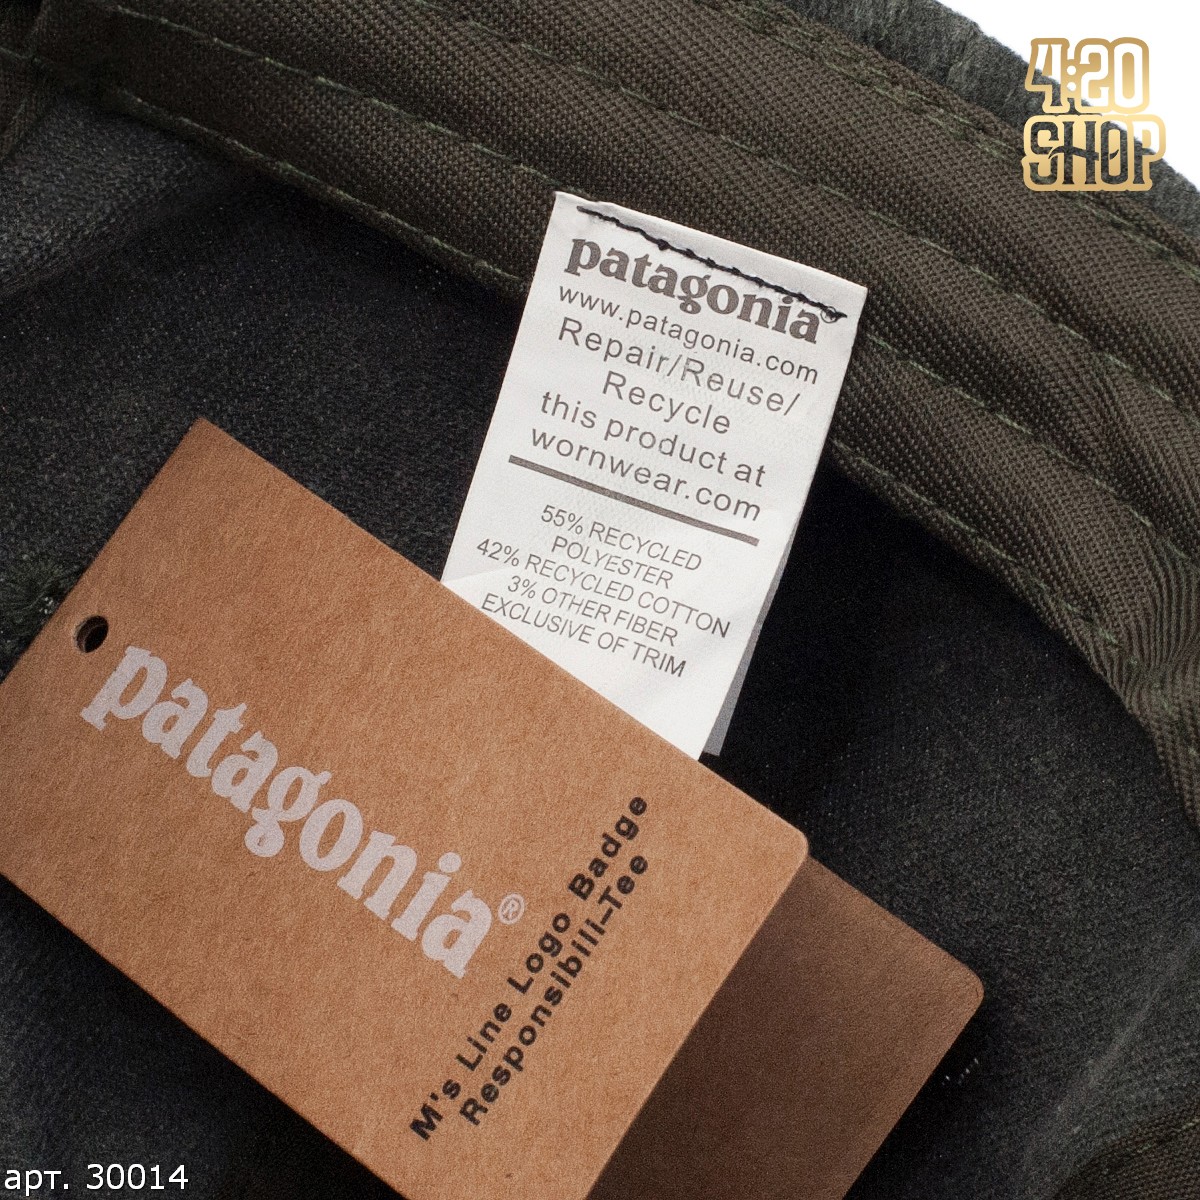 4:20
SHOP
patagonia®
www.patagonia.com
Repair/Reuse/
Recycle
this product at
wornwear.com
55% RECYCLED
POLYESTER
42% RECYCLED COTTON
3% OTHER FIBER
EXCLUSIVE OF TRIM
patagonia®
M's Line Logo Badge
Responsibili-Tee
арт. 30014